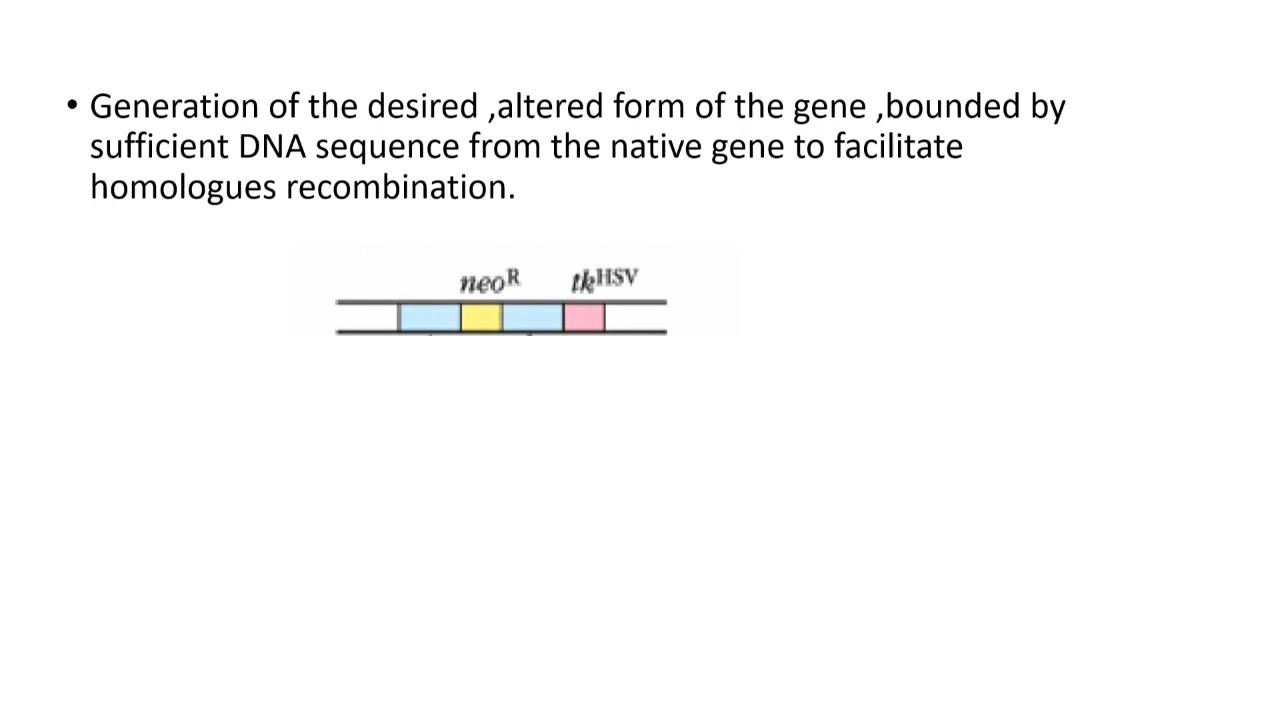 • Generation of the desired ,altered form of the gene ,bounded by
sufficient DNA sequence from the native gene to facilitate
homologues recombination.
neoᴿ tkᴴˢⱽ